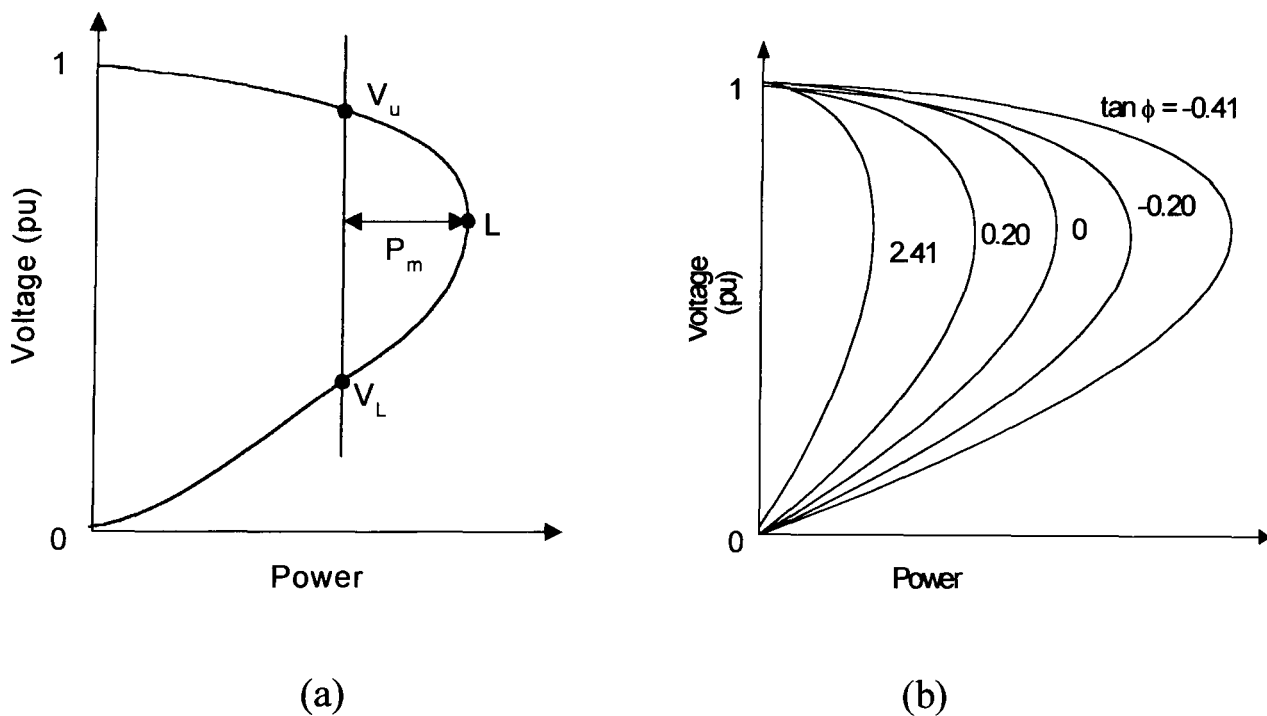 1
V_u
L
P_m
V_L
0
Voltage (pu)
Power
(a)
1
tan ϕ = -0.41
-0.20
0
0.20
2.41
Voltage
(pu)
0
Power
(b)